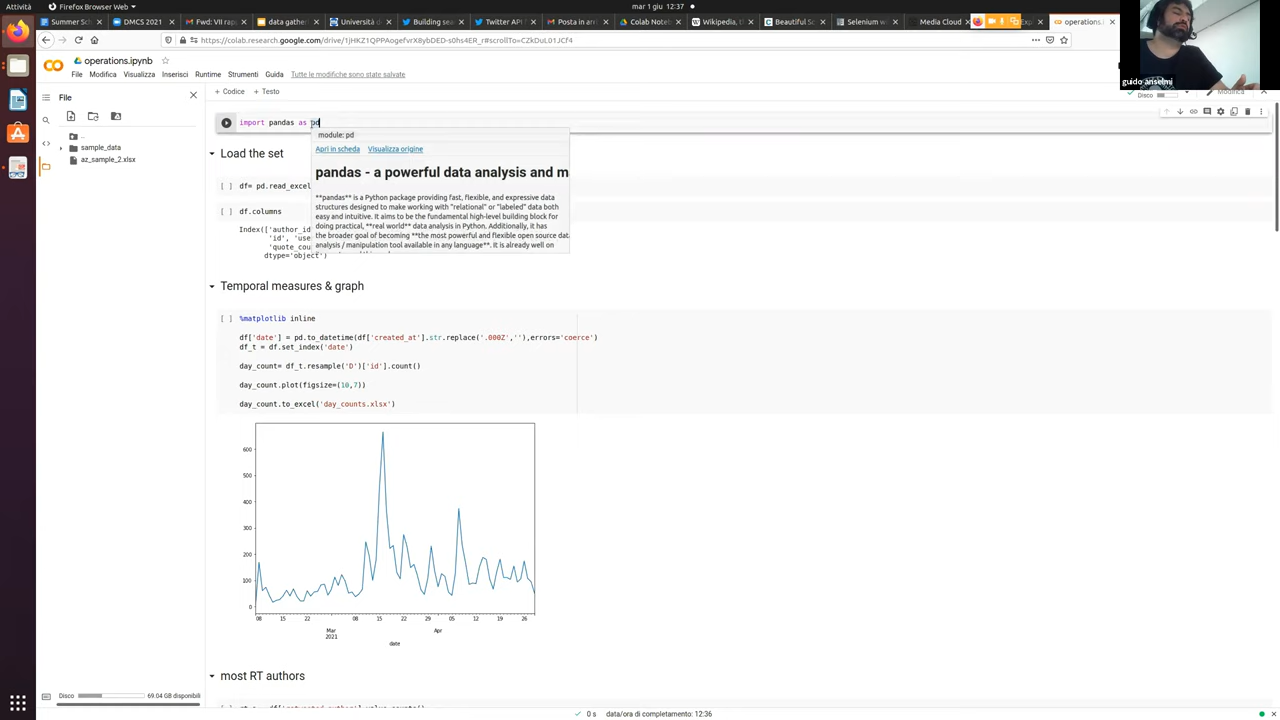 Attività
Firefox Browser Web
mar 1 giu 12:37
Summer Sch
DMCS 2021
Fwd: VII rap
data gather
Università d
Building sea
Twitter API
Posta in arr
Colab Notel
Wikipedia, l
Beautiful So
Selenium w
Media Cloud
operations.i
https://colab.research.google.com/drive/
operations.ipynb
File Modifica Visualizza Inserisci Runtime Strumenti Guida Tutte le modifiche sono state salvate
guido anselmi
Disco
Modifica
File
+ Codice + Testo
..
sample_data
az_sample_2.xlsx
import pandas as pd
module: pd
Apri in scheda Visualizza origine
pandas - a powerful data analysis and m
**pandas** is a Python package providing fast, flexible, and expressive data
structures designed to make working with "relational" or "labeled" data both
easy and intuitive. It aims to be the fundamental high-level building block for
doing practical, **real world** data analysis in Python. Additionally, it has
the broader goal of becoming **the most powerful and flexible open source data
analysis / manipulation tool available in any language**. It is already well on
Load the set
[ ] df= pd.read_excel
[ ] df.columns
Index(['author_id
'id', 'use
'quote_cou
dtype='object')
Temporal measures & graph
[ ] %matplotlib inline
df['date'] = pd.to_datetime(df['created_at'].str.replace('.000Z',''),errors='coerce')
df_t = df.set_index('date')
day_count= df_t.resample('D')['id'].count()
day_count.plot(figsize=(10,7))
day_count.to_excel('day_counts.xlsx')
600
500
400
300
200
100
0
08 15 22 08 15 22 29 05 12 19 26
Mar
2021
Apr
date
most RT authors
Disco 69.04 GB disponibili
0 s data/ora di completamento: 12:36